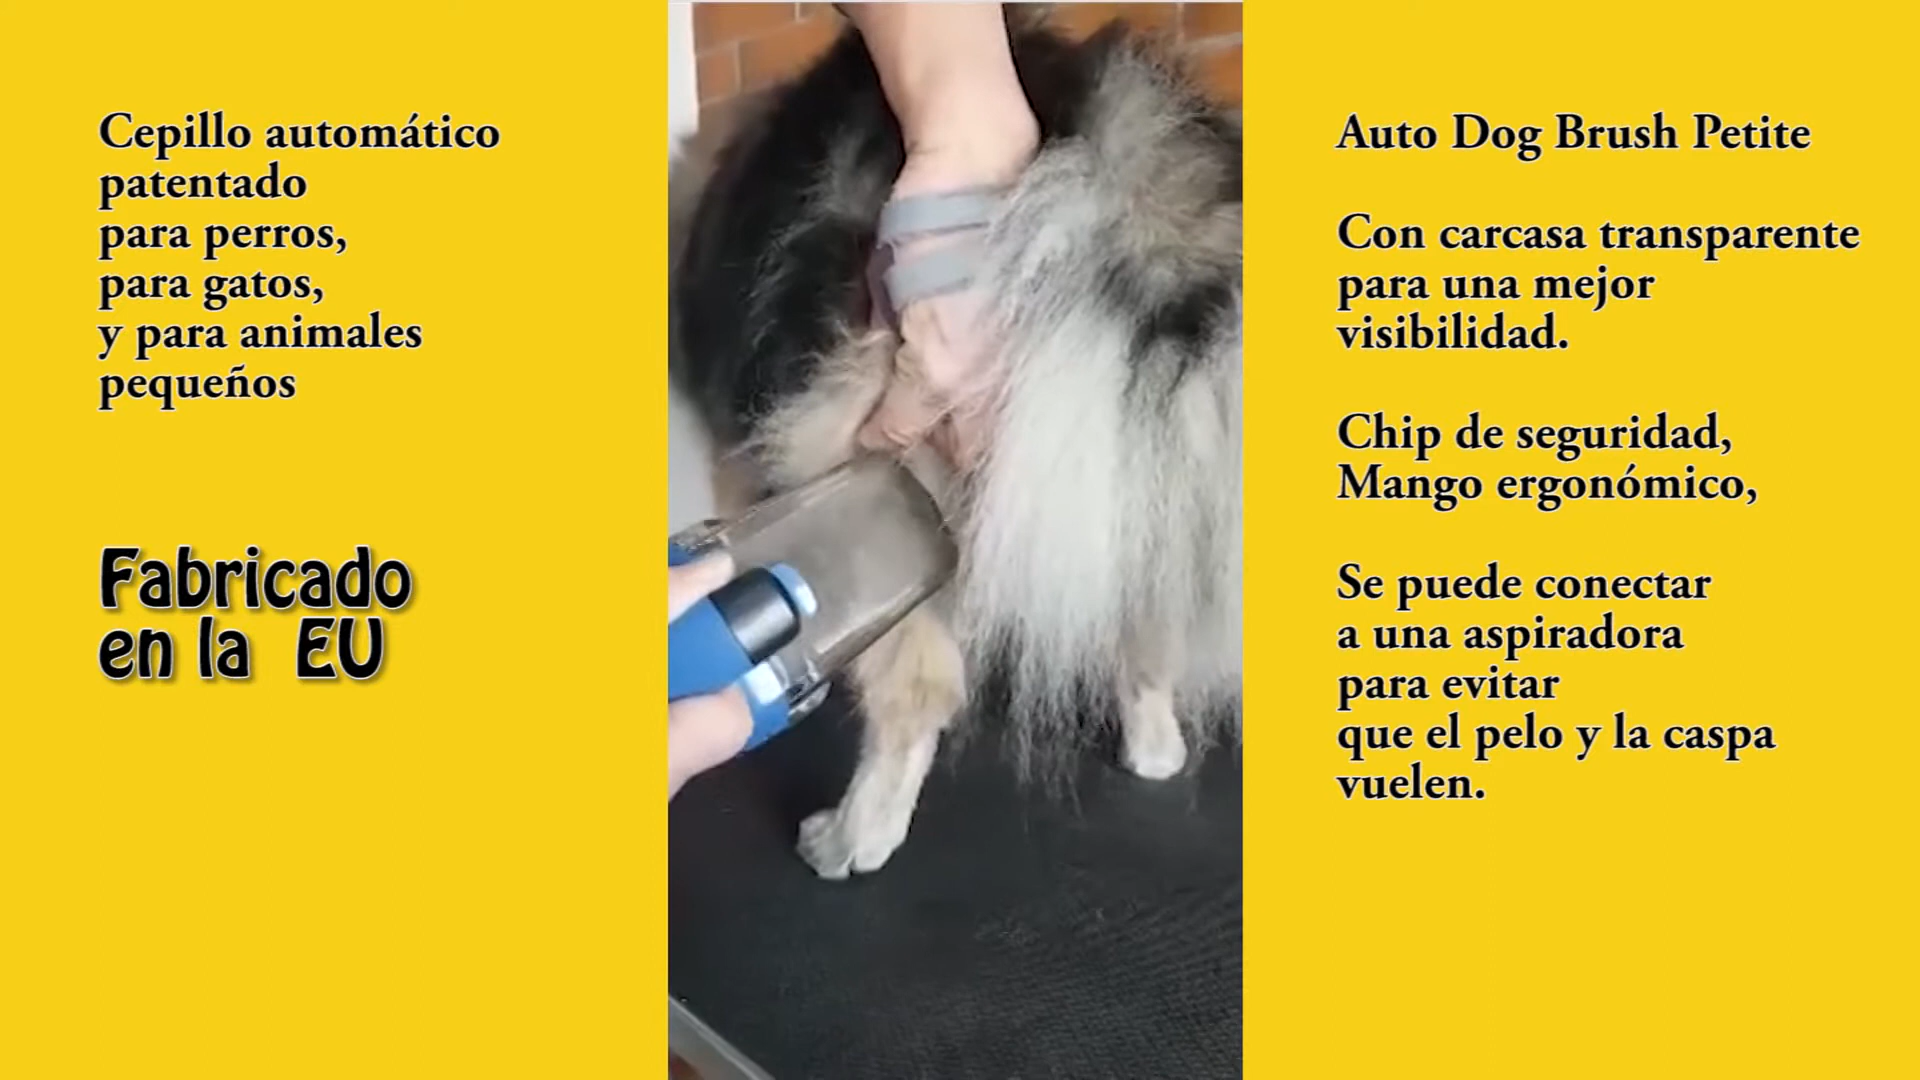 Cepillo automático
patentado
para perros,
para gatos,
y para animales
pequeños
Fabricado
en la EU
Auto Dog Brush Petite
Con carcasa transparente
para una mejor
visibilidad.
Chip de seguridad,
Mango ergonómico,
Se puede conectar
a una aspiradora
para evitar
que el pelo y la caspa
vuelen.